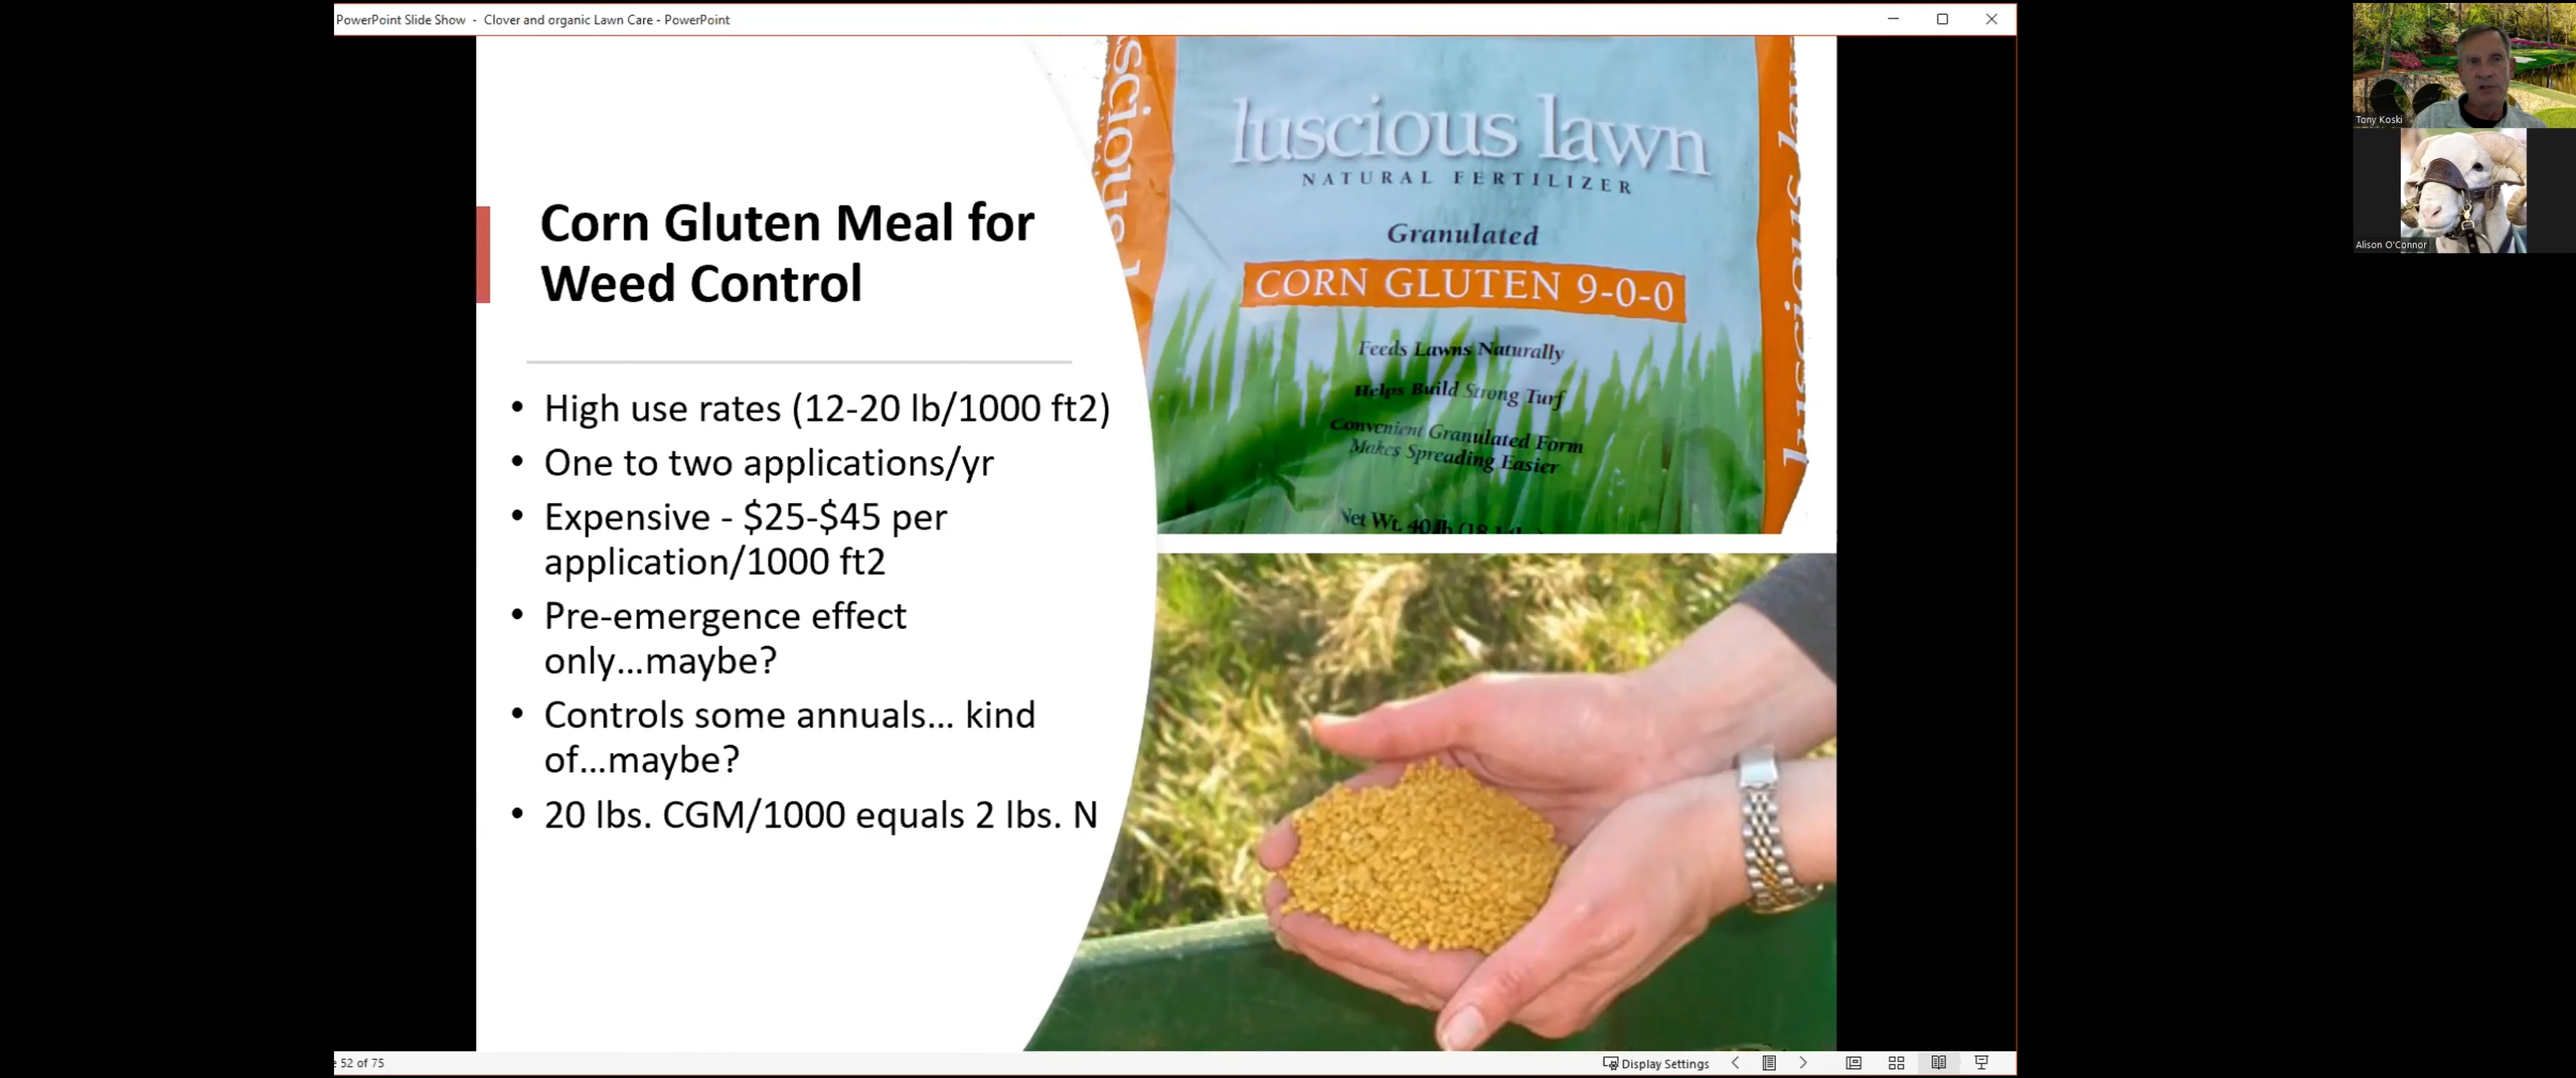 PowerPoint Slide Show - Clover and organic Lawn Care - PowerPoint
Corn Gluten Meal for
Weed Control
• High use rates (12-20 lb/1000 ft2)
• One to two applications/yr
• Expensive - $25-$45 per
application/1000 ft2
• Pre-emergence effect
only...maybe?
• Controls some annuals... kind
of...maybe?
• 20 lbs. CGM/1000 equals 2 lbs. N
scious
luscious lawn
NATURAL FERTILIZER
Granulated
CORN GLUTEN 9-0-0
Feeds Lawns Naturally
Helps Build Strong Turf
Convenient Granulated Form
Makes Spreading Easier
Net Wt. 40 lb
luscious
Tony Koski
Alison O'Connor
52 of 75
Display Settings